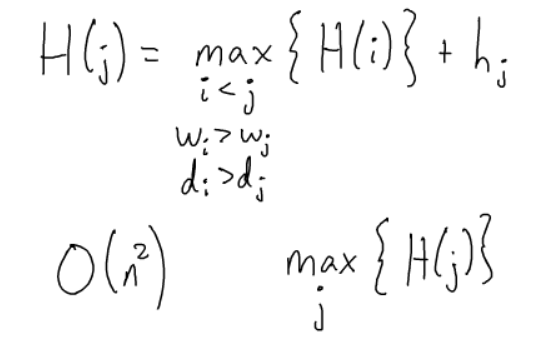 H(j) = max { H(i) } + h_j
i < j
w_i > w_j
d_i > d_j
O(n²) max { H(j) }
j